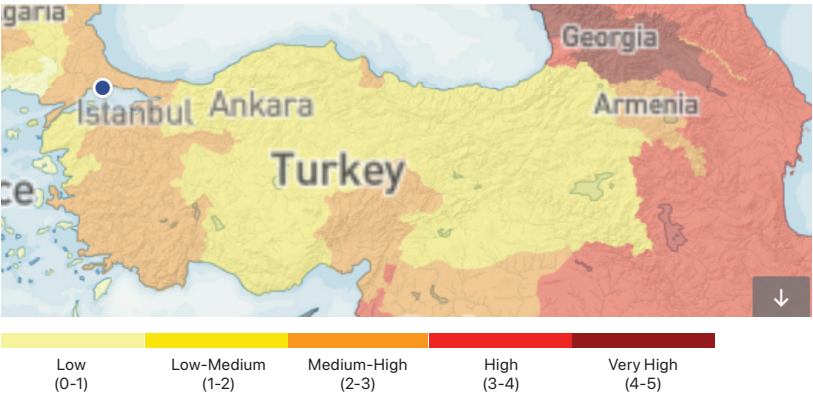 garia
Georgia
Istanbul
Ankara
Armenia
Turkey
ce
Low
(0-1)
Low-Medium
(1-2)
Medium-High
(2-3)
High
(3-4)
Very High
(4-5)